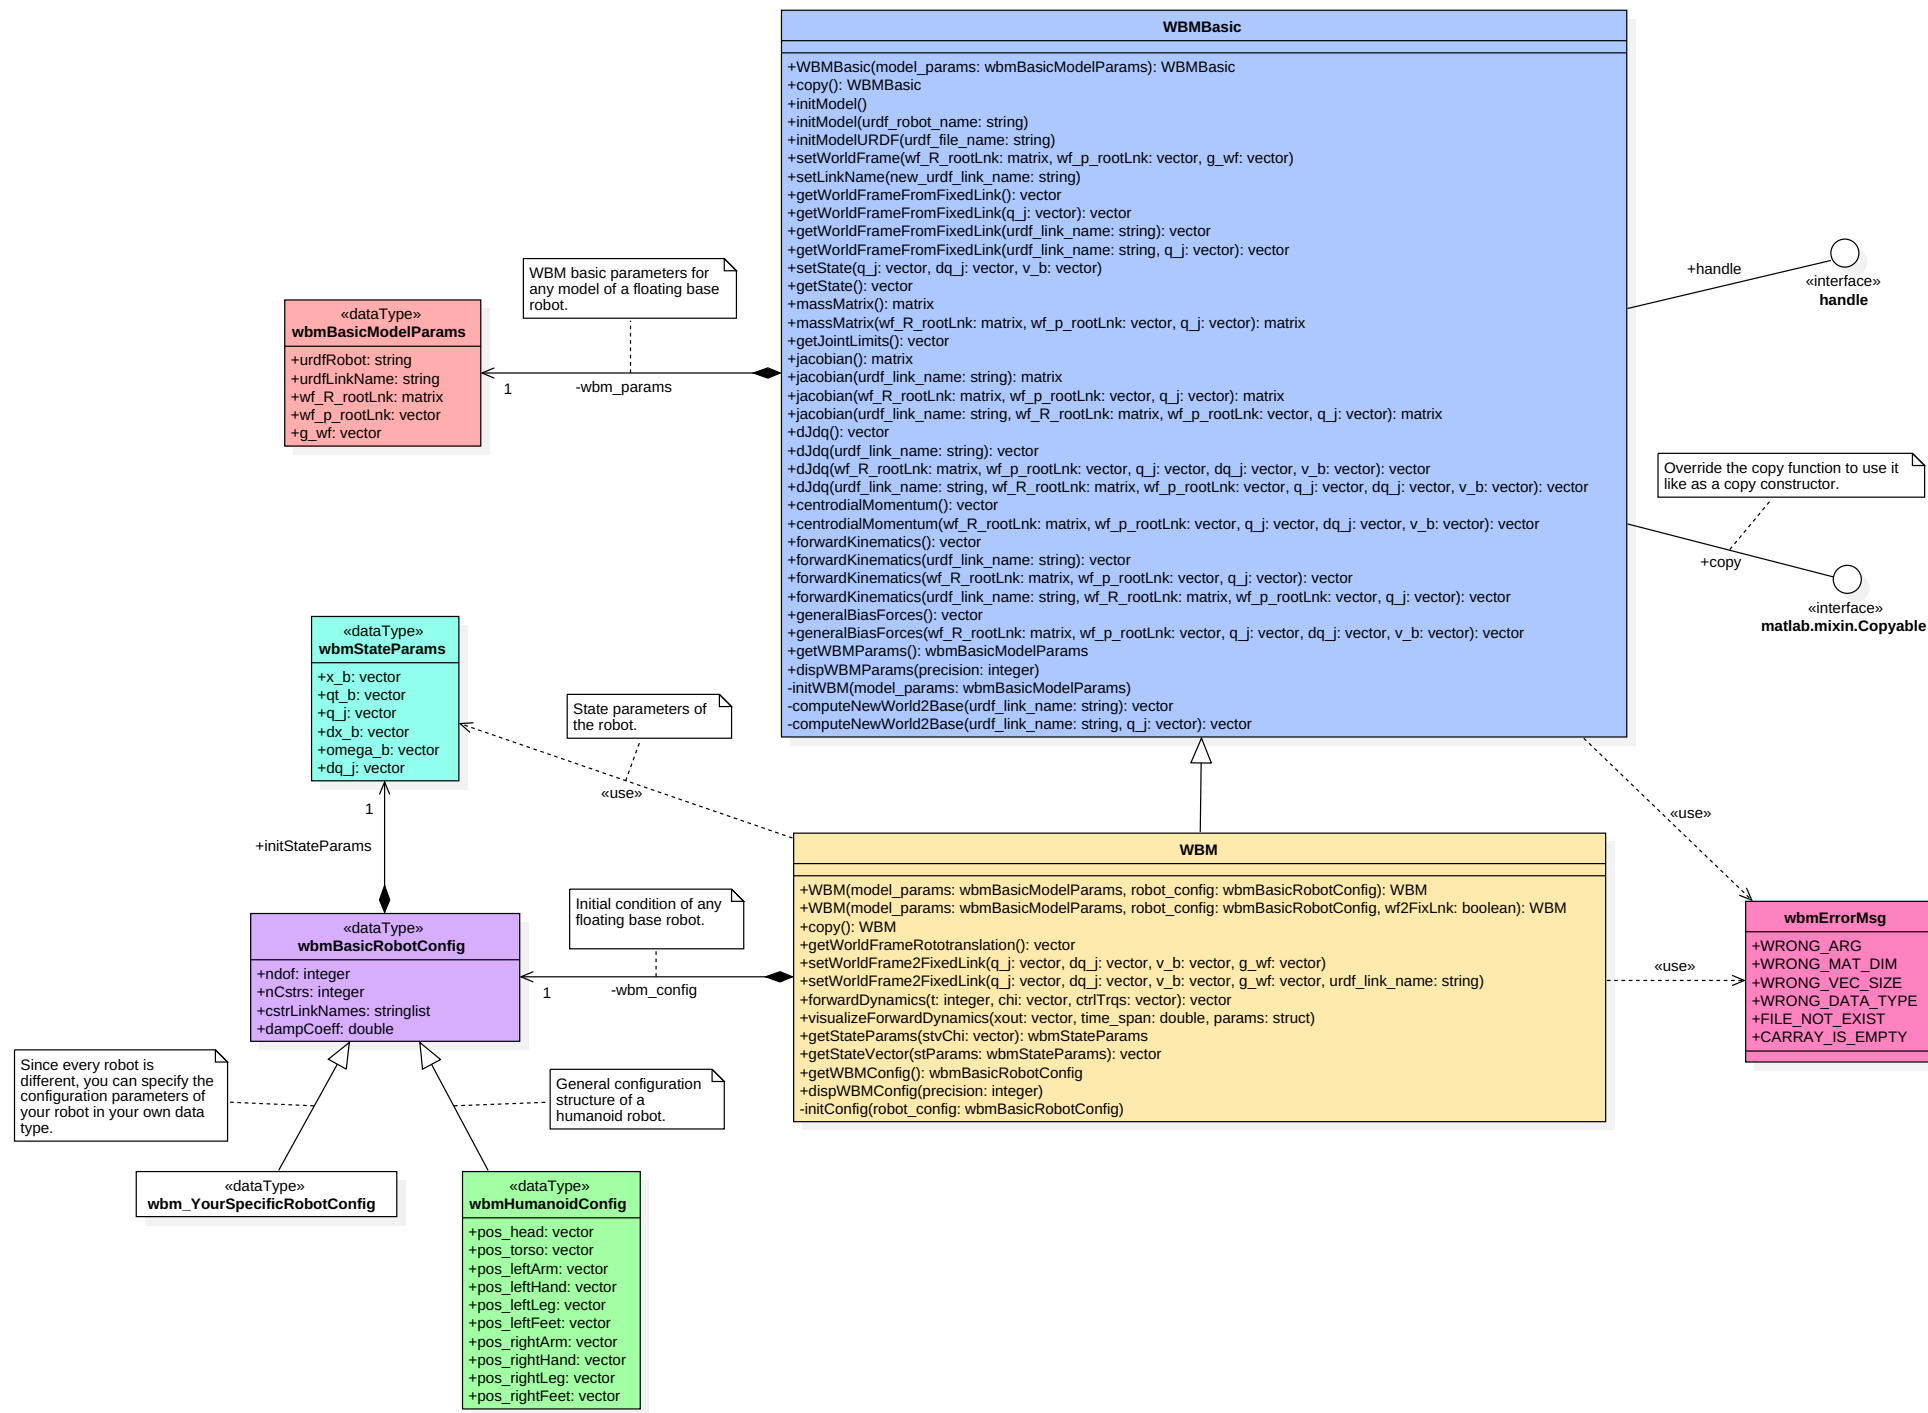 WBMBasic
+WBMBasic(model_params: wbmBasicModelParams): WBMBasic
+copy(): WBMBasic
+initModel()
+initModel(urdf_robot_name: string)
+initModelURDF(urdf_file_name: string)
+setWorldFrame(wf_R_rootLnk: matrix, wf_p_rootLnk: vector, g_wf: vector)
+setLinkName(new_urdf_link_name: string)
+getWorldFrameFromFixedLink(): vector
+getWorldFrameFromFixedLink(q_j: vector): vector
+getWorldFrameFromFixedLink(urdf_link_name: string): vector
+getWorldFrameFromFixedLink(urdf_link_name: string, q_j: vector): vector
+setState(q_j: vector, dq_j: vector, v_b: vector)
+getState(): vector
+massMatrix(): matrix
+massMatrix(wf_R_rootLnk: matrix, wf_p_rootLnk: vector, q_j: vector): matrix
+getJointLimits(): vector
+jacobian(): matrix
+jacobian(urdf_link_name: string): matrix
+jacobian(wf_R_rootLnk: matrix, wf_p_rootLnk: vector, q_j: vector): matrix
+jacobian(urdf_link_name: string, wf_R_rootLnk: matrix, wf_p_rootLnk: vector, q_j: vector): matrix
+dJdq(): vector
+dJdq(urdf_link_name: string): vector
+dJdq(wf_R_rootLnk: matrix, wf_p_rootLnk: vector, q_j: vector, dq_j: vector, v_b: vector): vector
+dJdq(urdf_link_name: string, wf_R_rootLnk: matrix, wf_p_rootLnk: vector, q_j: vector, dq_j: vector, v_b: vector): vector
+centrodialMomentum(): vector
+centrodialMomentum(wf_R_rootLnk: matrix, wf_p_rootLnk: vector, q_j: vector, dq_j: vector, v_b: vector): vector
+forwardKinematics(): vector
+forwardKinematics(urdf_link_name: string): vector
+forwardKinematics(wf_R_rootLnk: matrix, wf_p_rootLnk: vector, q_j: vector): vector
+forwardKinematics(urdf_link_name: string, wf_R_rootLnk: matrix, wf_p_rootLnk: vector, q_j: vector): vector
+generalBiasForces(): vector
+generalBiasForces(wf_R_rootLnk: matrix, wf_p_rootLnk: vector, q_j: vector, dq_j: vector, v_b: vector): vector
+getWBMParams(): wbmBasicModelParams
+dispWBMParams(precision: integer)
-initWBM(model_params: wbmBasicModelParams)
-computeNewWorld2Base(urdf_link_name: string): vector
-computeNewWorld2Base(urdf_link_name: string, q_j: vector): vector
+handle
«interface»
handle
WBM basic parameters for
any model of a floating base
robot.
«dataType»
wbmBasicModelParams
+urdfRobot: string
+urdfLinkName: string
+wf_R_rootLnk: matrix
+wf_p_rootLnk: vector
+g_wf: vector
1
-wbm_params
Override the copy function to use it
like as a copy constructor.
+copy
«interface»
matlab.mixin.Copyable
«dataType»
wbmStateParams
+x_b: vector
+qt_b: vector
+q_j: vector
+dx_b: vector
+omega_b: vector
+dq_j: vector
State parameters of
the robot.
«use»
«use»
1
+initStateParams
WBM
+WBM(model_params: wbmBasicModelParams, robot_config: wbmBasicRobotConfig): WBM
+WBM(model_params: wbmBasicModelParams, robot_config: wbmBasicRobotConfig, wf2FixLnk: boolean): WBM
+copy(): WBM
+getWorldFrameRototranslation(): vector
+setWorldFrame2FixedLink(q_j: vector, dq_j: vector, v_b: vector, g_wf: vector)
+setWorldFrame2FixedLink(q_j: vector, dq_j: vector, v_b: vector, g_wf: vector, urdf_link_name: string)
+forwardDynamics(t: integer, chi: vector, ctrlTrqs: vector): vector
+visualizeForwardDynamics(xout: vector, time_span: double, params: struct)
+getStateParams(stvChi: vector): wbmStateParams
+getStateVector(stParams: wbmStateParams): vector
+getWBMConfig(): wbmBasicRobotConfig
+dispWBMConfig(precision: integer)
-initConfig(robot_config: wbmBasicRobotConfig)
«use»
wbmErrorMsg
+WRONG_ARG
+WRONG_MAT_DIM
+WRONG_VEC_SIZE
+WRONG_DATA_TYPE
+FILE_NOT_EXIST
+CARRAY_IS_EMPTY
Initial condition of any
floating base robot.
1
-wbm_config
«dataType»
wbmBasicRobotConfig
+ndof: integer
+nCstrs: integer
+cstrLinkNames: stringlist
+dampCoeff: double
Since every robot is
different, you can specify the
configuration parameters of
your robot in your own data
type.
General configuration
structure of a
humanoid robot.
«dataType»
wbm_YourSpecificRobotConfig
«dataType»
wbmHumanoidConfig
+pos_head: vector
+pos_torso: vector
+pos_leftArm: vector
+pos_leftHand: vector
+pos_leftLeg: vector
+pos_leftFeet: vector
+pos_rightArm: vector
+pos_rightHand: vector
+pos_rightLeg: vector
+pos_rightFeet: vector